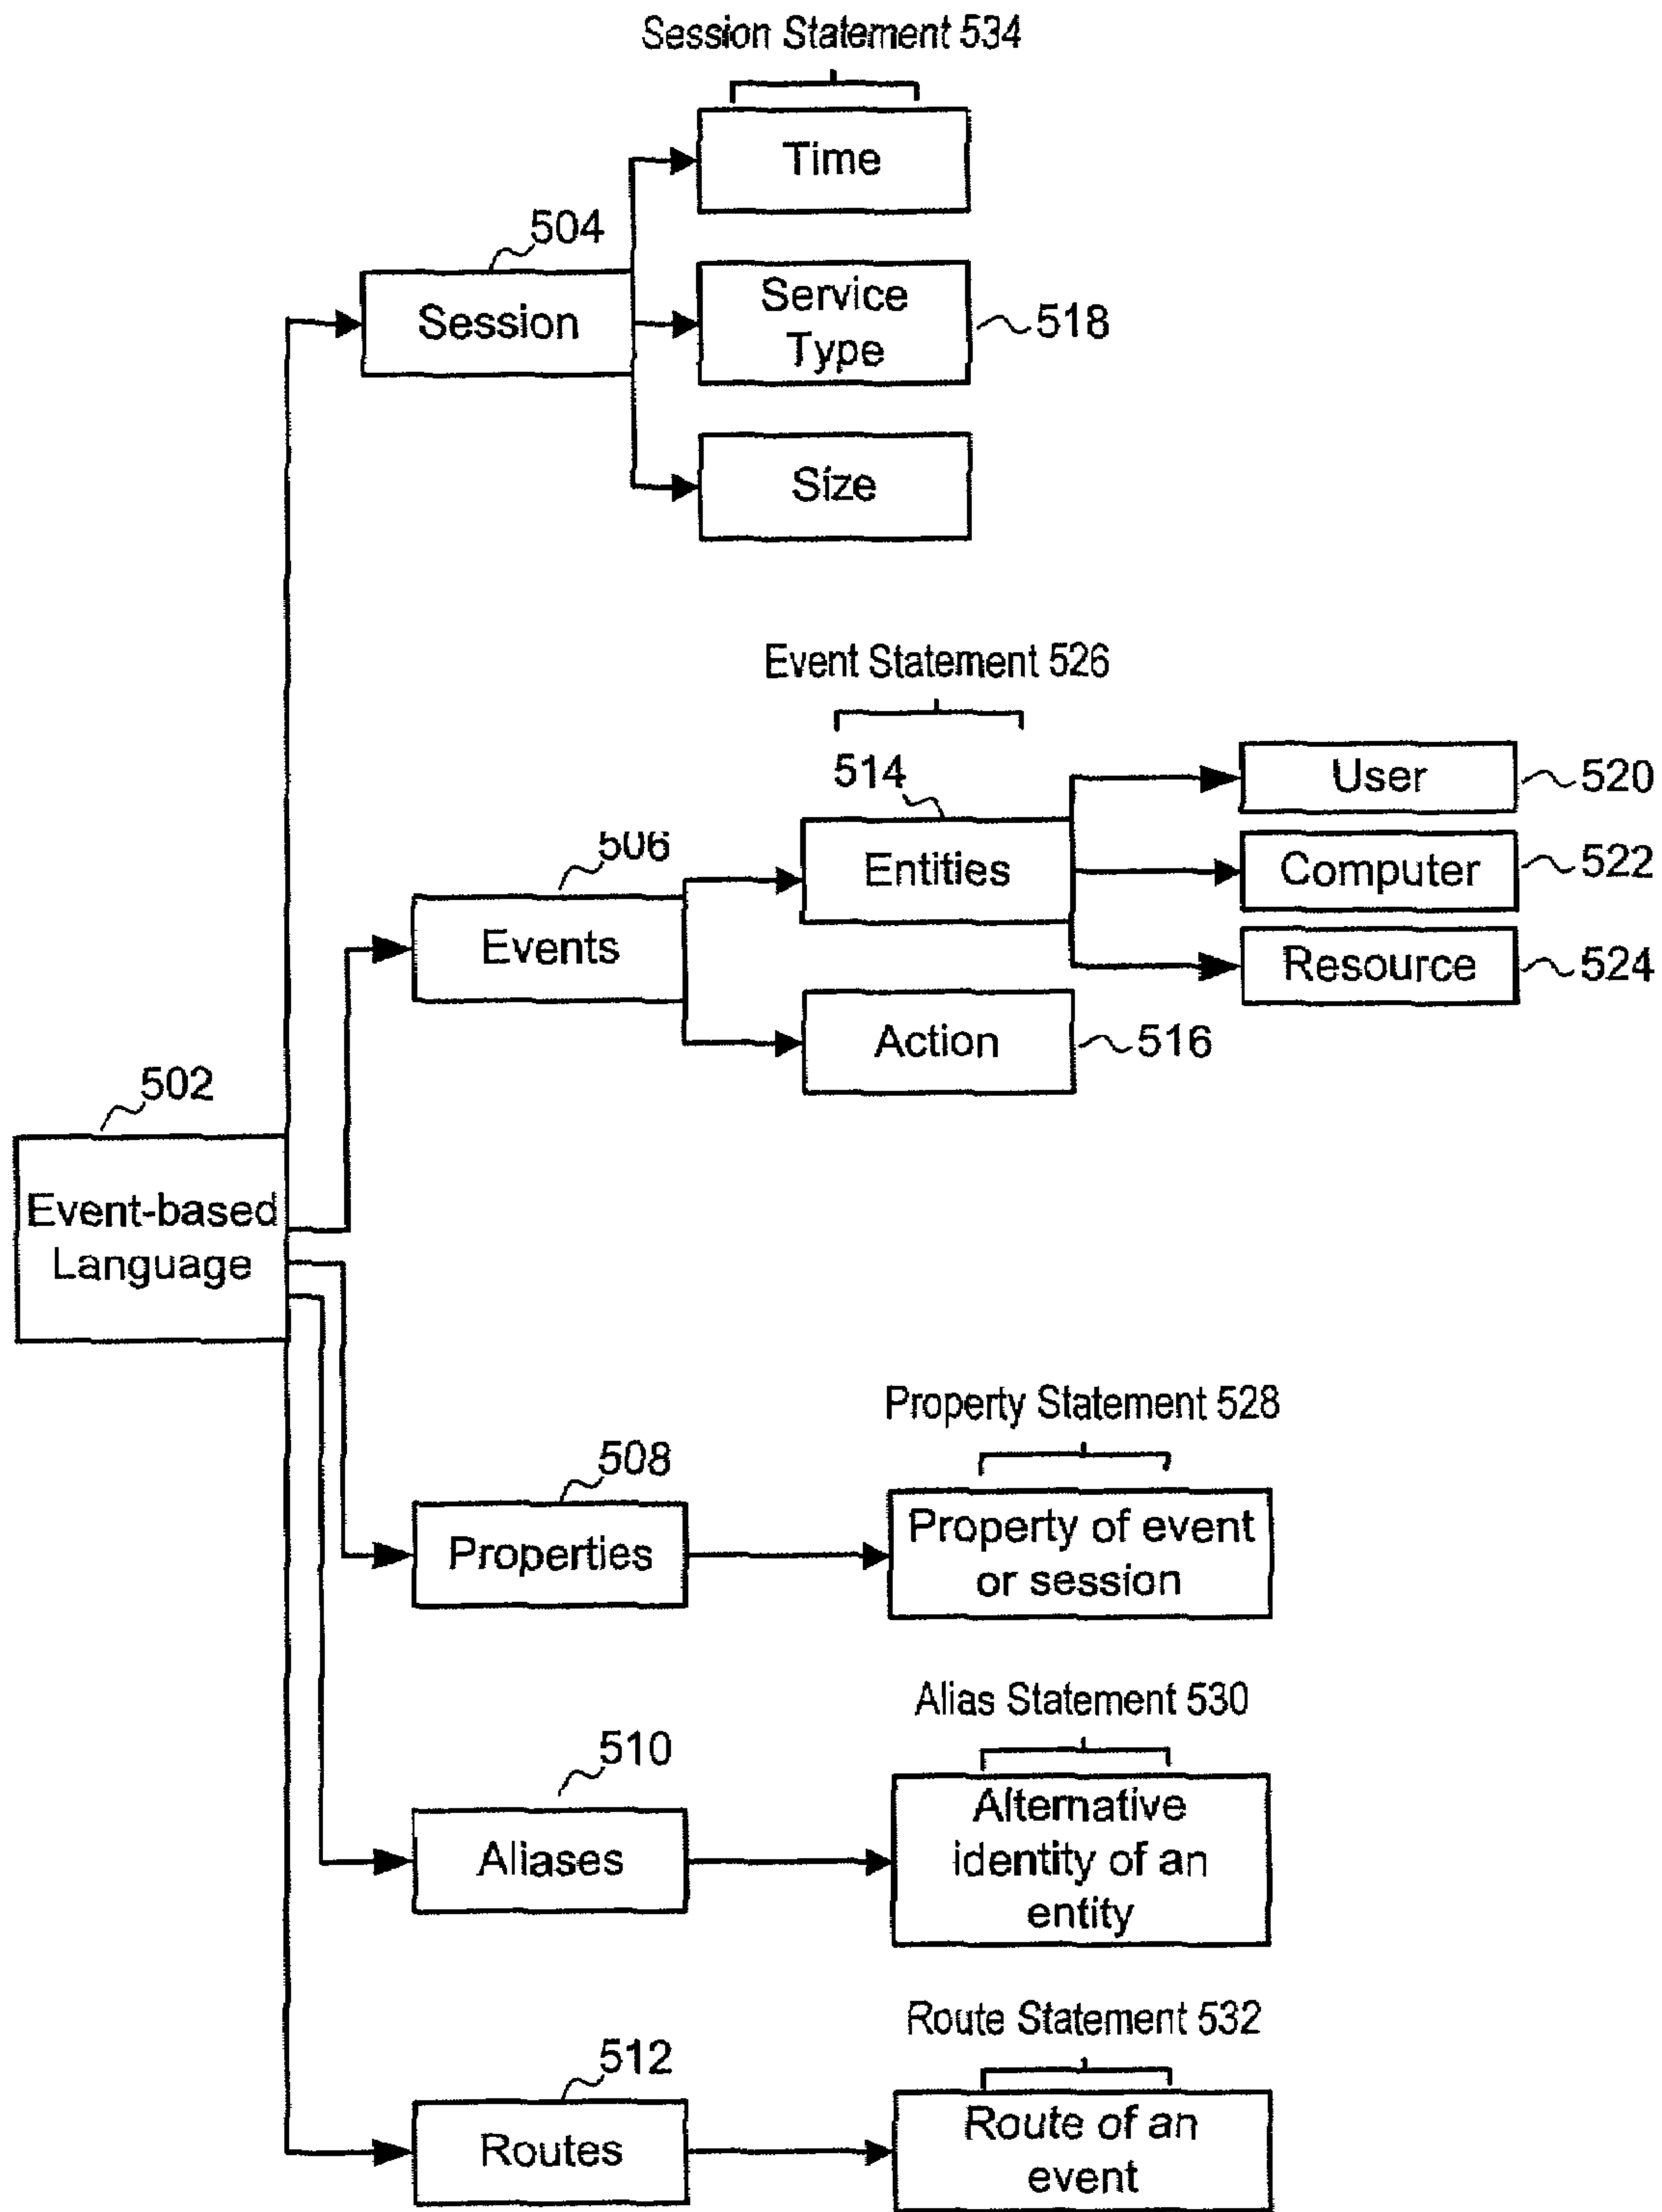 Session Statement 534
Time
504
Session
Service
Type
518
Size
Event Statement 526
514
User
520
506
Entities
Computer
522
Events
Resource
524
Action
516
502
Event-based
Language
Property Statement 528
508
Properties
Property of event
or session
Alias Statement 530
510
Aliases
Alternative
identity of an
entity
Route Statement 532
512
Routes
Route of an
event